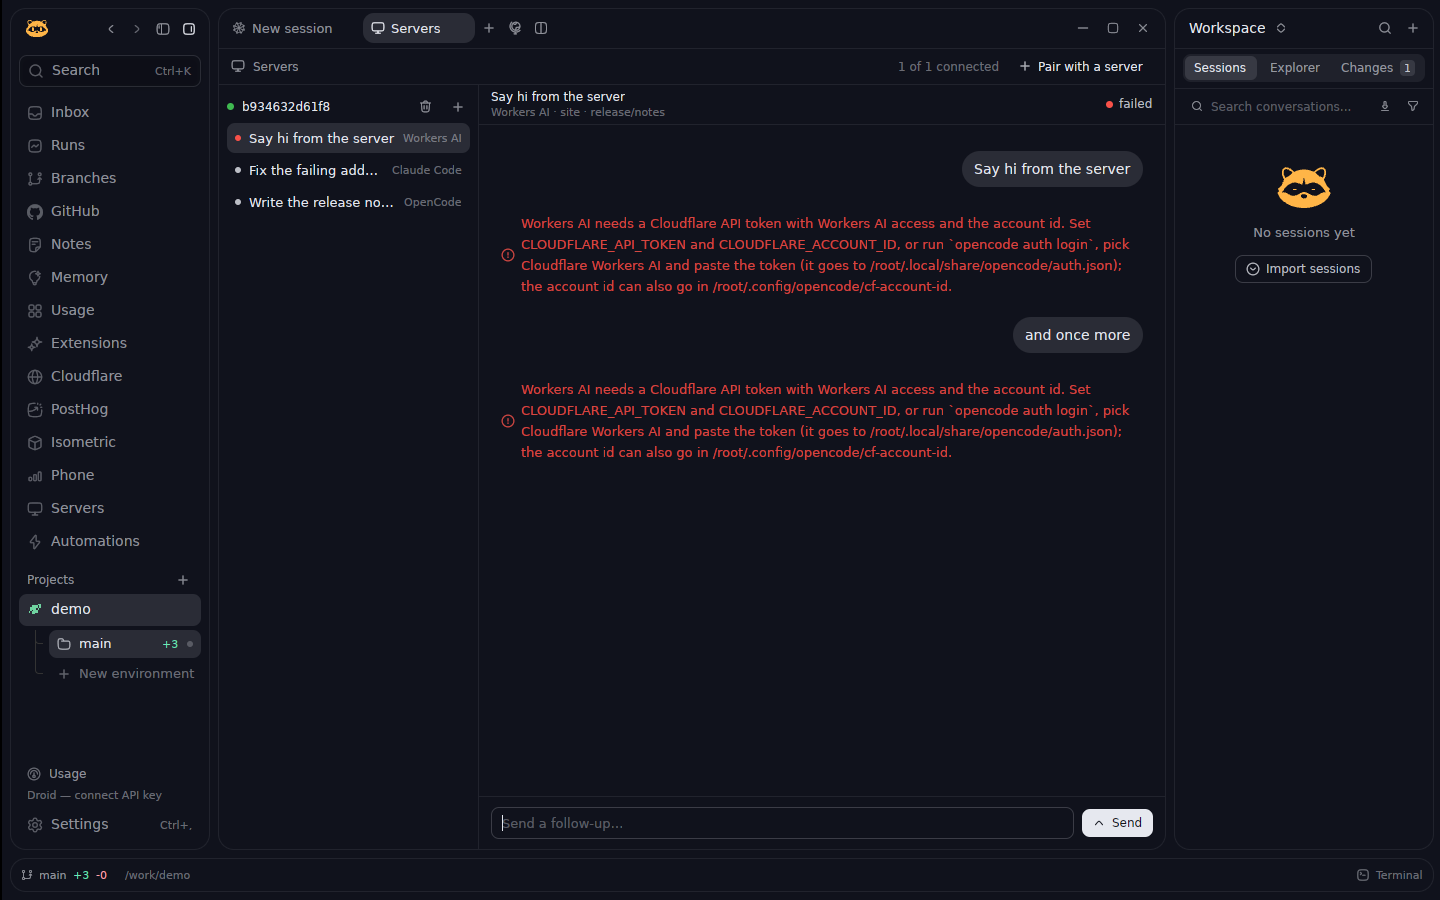 Search Ctrl+K
Inbox
Runs
Branches
GitHub
Notes
Memory
Usage
Extensions
Cloudflare
PostHog
Isometric
Phone
Servers
Automations
Projects
demo
main +3
New environment
Usage
Droid — connect API key
Settings Ctrl+,
New session
Servers
Servers
1 of 1 connected
Pair with a server
b934632d61f8
Say hi from the server Workers AI
Fix the failing add... Claude Code
Write the release no... OpenCode
Say hi from the server
Workers AI · site · release/notes
failed
Say hi from the server
Workers AI needs a Cloudflare API token with Workers AI access and the account id. Set
CLOUDFLARE_API_TOKEN and CLOUDFLARE_ACCOUNT_ID, or run `opencode auth login`, pick
Cloudflare Workers AI and paste the token (it goes to /root/.local/share/opencode/auth.json);
the account id can also go in /root/.config/opencode/cf-account-id.
and once more
Workers AI needs a Cloudflare API token with Workers AI access and the account id. Set
CLOUDFLARE_API_TOKEN and CLOUDFLARE_ACCOUNT_ID, or run `opencode auth login`, pick
Cloudflare Workers AI and paste the token (it goes to /root/.local/share/opencode/auth.json);
the account id can also go in /root/.config/opencode/cf-account-id.
Send a follow-up...
Send
Workspace
Sessions
Explorer
Changes 1
Search conversations...
No sessions yet
Import sessions
main +3 -0 /work/demo
Terminal